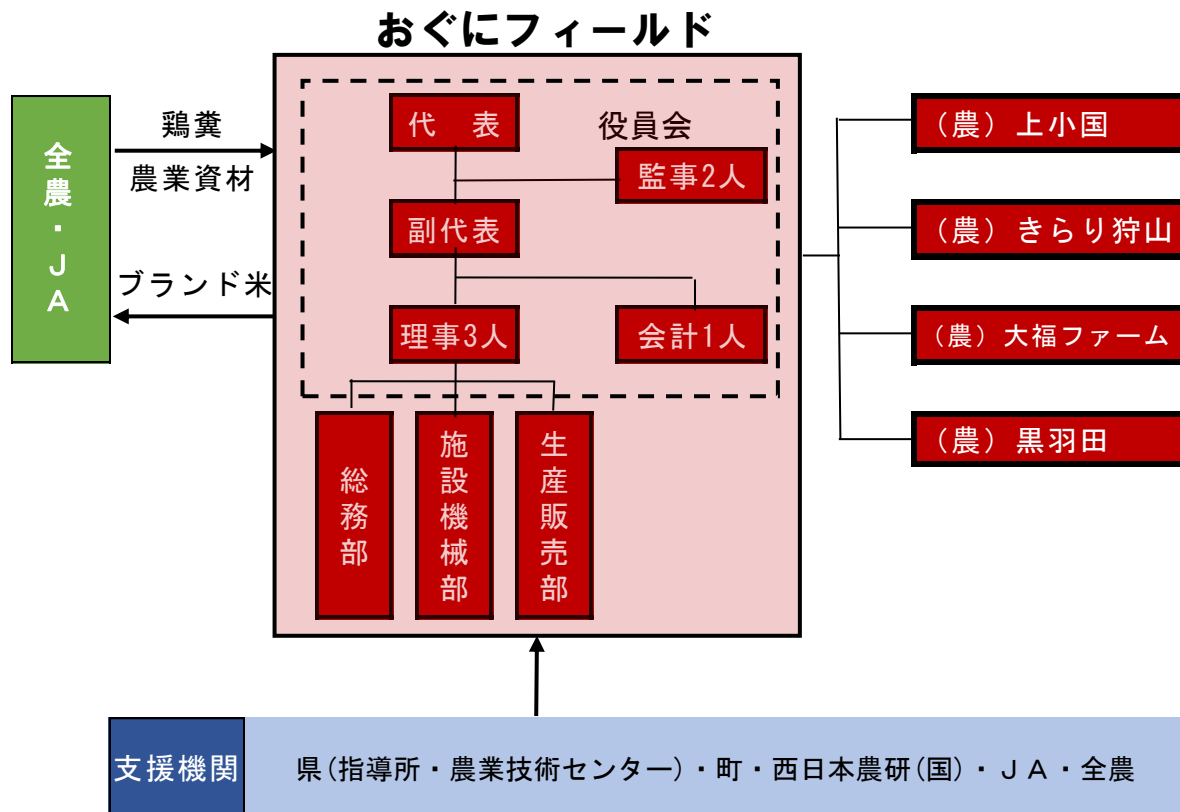 おぐにフィールド
全農・ＪＡ
鶏糞
農業資材
ブランド米
役員会
代　表
監事2人
副代表
理事3人
会計1人
総務部
施設機械部
生産販売部
（農）上小国
（農）きらり狩山
（農）大福ファーム
（農）黒羽田
支援機関
県(指導所・農業技術センター)・町・西日本農研(国)・ＪＡ・全農